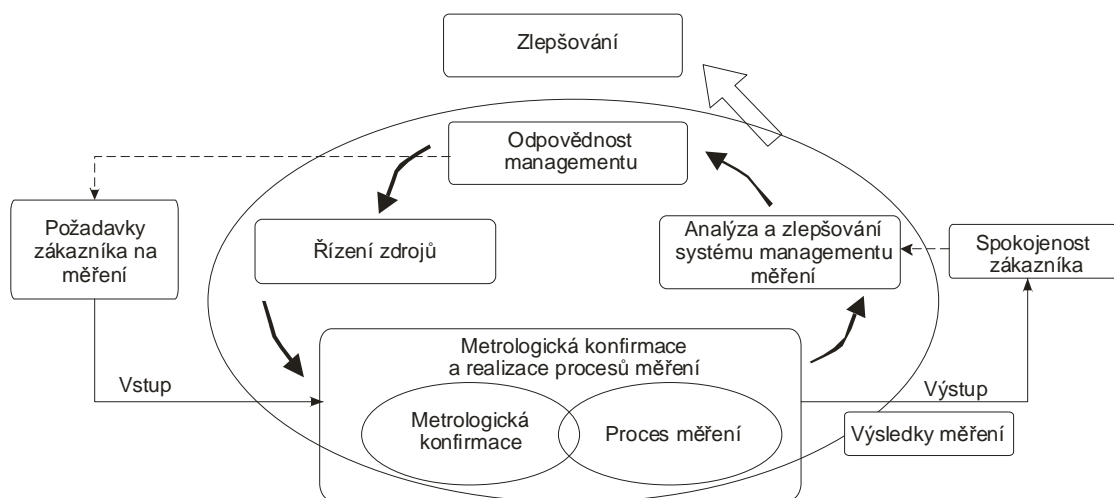 Zlepšování
Odpovědnost
managementu
Požadavky
zákazníka na
měření
Řízení zdrojů
Analýza a zlepšování
systému managementu
měření
Spokojenost
zákazníka
Metrologická konfirmace
a realizace procesů měření
Vstup
Výstup
Metrologická
konfirmace
Proces měření
Výsledky měření